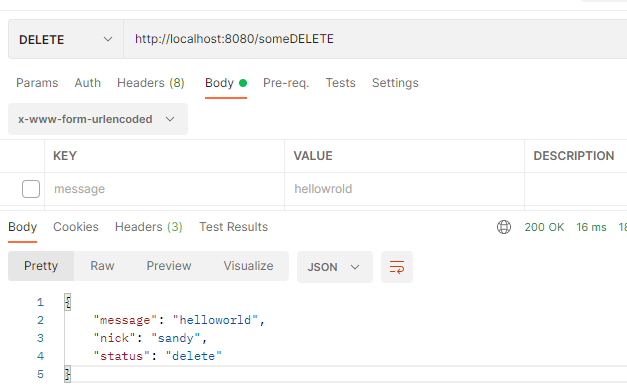 DELETE http://localhost:8080/someDELETE
Params Auth Headers (8) Body Pre-req. Tests Settings
x-www-form-urlencoded
KEY VALUE DESCRIPTION
message hellowrold
Body Cookies Headers (3) Test Results 200 OK 16 ms 18
Pretty Raw Preview Visualize JSON
1 {
2 "message": "helloworld",
3 "nick": "sandy",
4 "status": "delete"
5 }